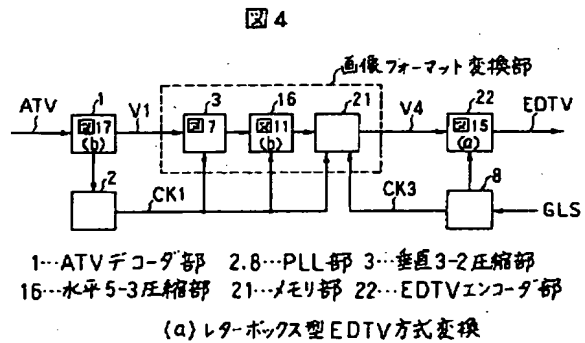 図4
画像フォーマット変換部
ATV
1
図17
(b)
V1
3
図7
16
図11
(b)
21
V4
22
図15
(a)
EDTV
2
CK1
CK3
8
GLS
1…ATVデコーダ部 2.8…PLL部 3…垂直3-2圧縮部
16…水平5-3圧縮部 21…メモリ部 22…EDTVエンコーダ部
(a)レターボックス型EDTV方式変換